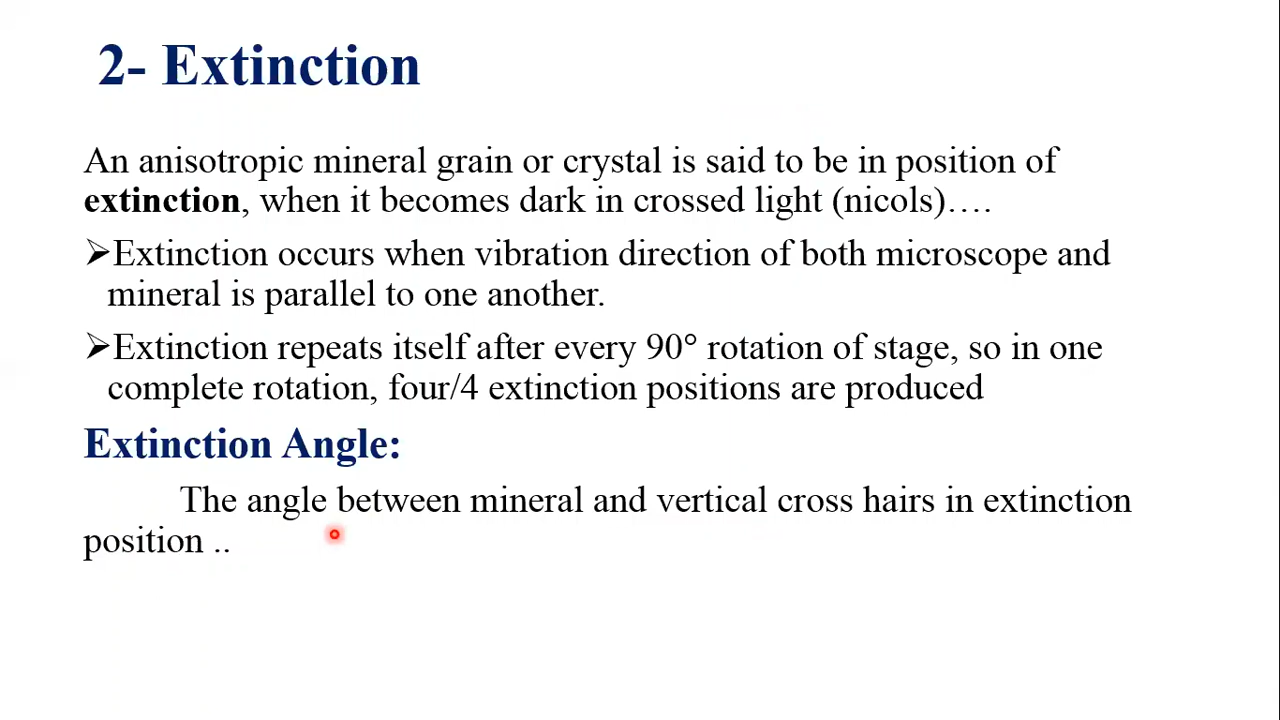 2- Extinction
An anisotropic mineral grain or crystal is said to be in position of
extinction, when it becomes dark in crossed light (nicols)….
➢Extinction occurs when vibration direction of both microscope and
mineral is parallel to one another.
➢Extinction repeats itself after every 90° rotation of stage, so in one
complete rotation, four/4 extinction positions are produced
Extinction Angle:
The angle between mineral and vertical cross hairs in extinction
position ..